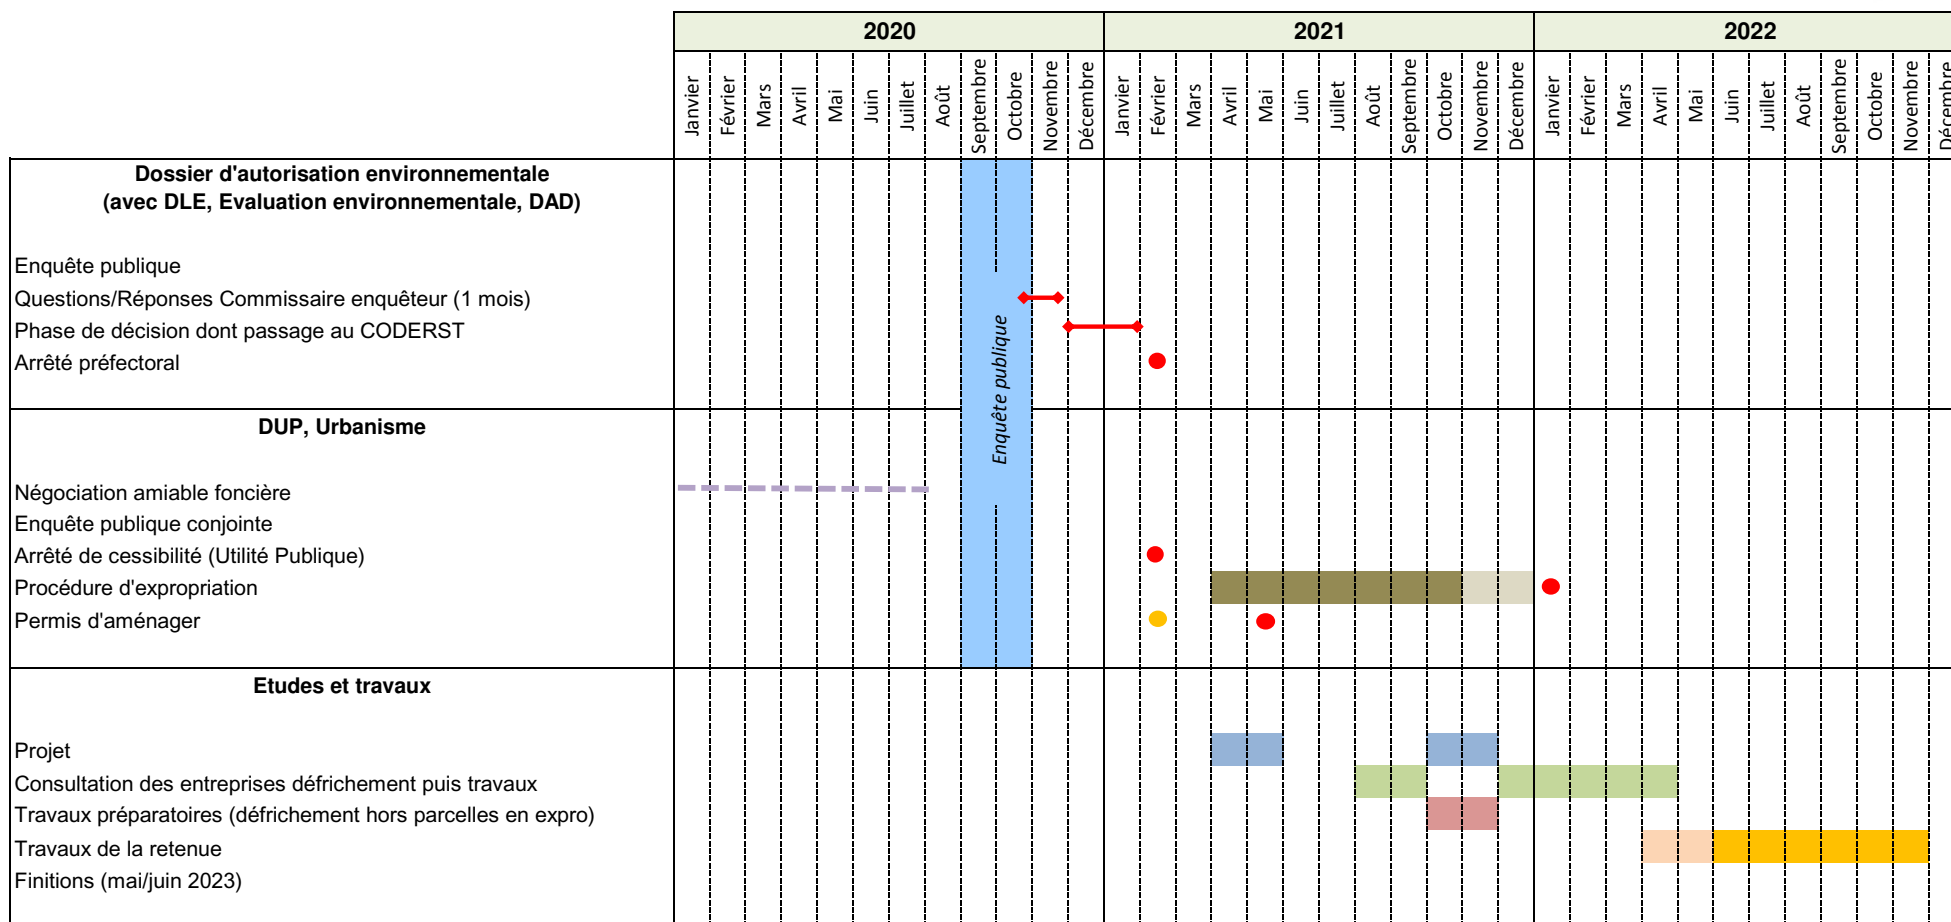 2020
2021
2022
Janvier
Février
Mars
Avril
Mai
Juin
Juillet
Août
Septembre
Octobre
Novembre
Décembre
Janvier
Février
Mars
Avril
Mai
Juin
Juillet
Août
Septembre
Octobre
Novembre
Décembre
Janvier
Février
Mars
Avril
Mai
Juin
Juillet
Août
Septembre
Octobre
Novembre
Décembre
Dossier d'autorisation environnementale
(avec DLE, Evaluation environnementale, DAD)
Enquête publique
Questions/Réponses Commissaire enquêteur (1 mois)
Phase de décision dont passage au CODERST
Arrêté préfectoral
Enquête publique
DUP, Urbanisme
Négociation amiable foncière
Enquête publique conjointe
Arrêté de cessibilité (Utilité Publique)
Procédure d'expropriation
Permis d'aménager
Etudes et travaux
Projet
Consultation des entreprises défrichement puis travaux
Travaux préparatoires (défrichement hors parcelles en expro)
Travaux de la retenue
Finitions (mai/juin 2023)